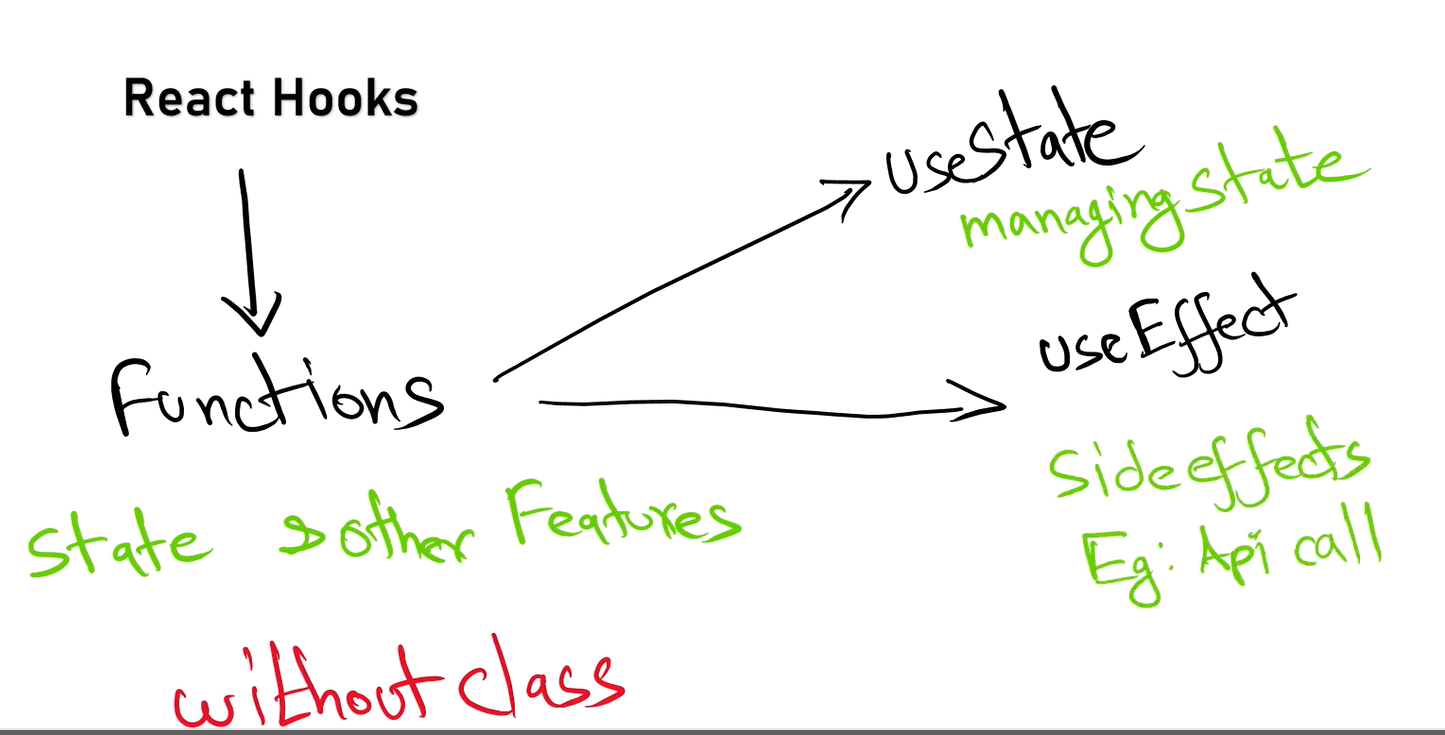 React Hooks
Functions
State & other Features
without class
useState
managing state
useEffect
Side effects
Eg: Api call